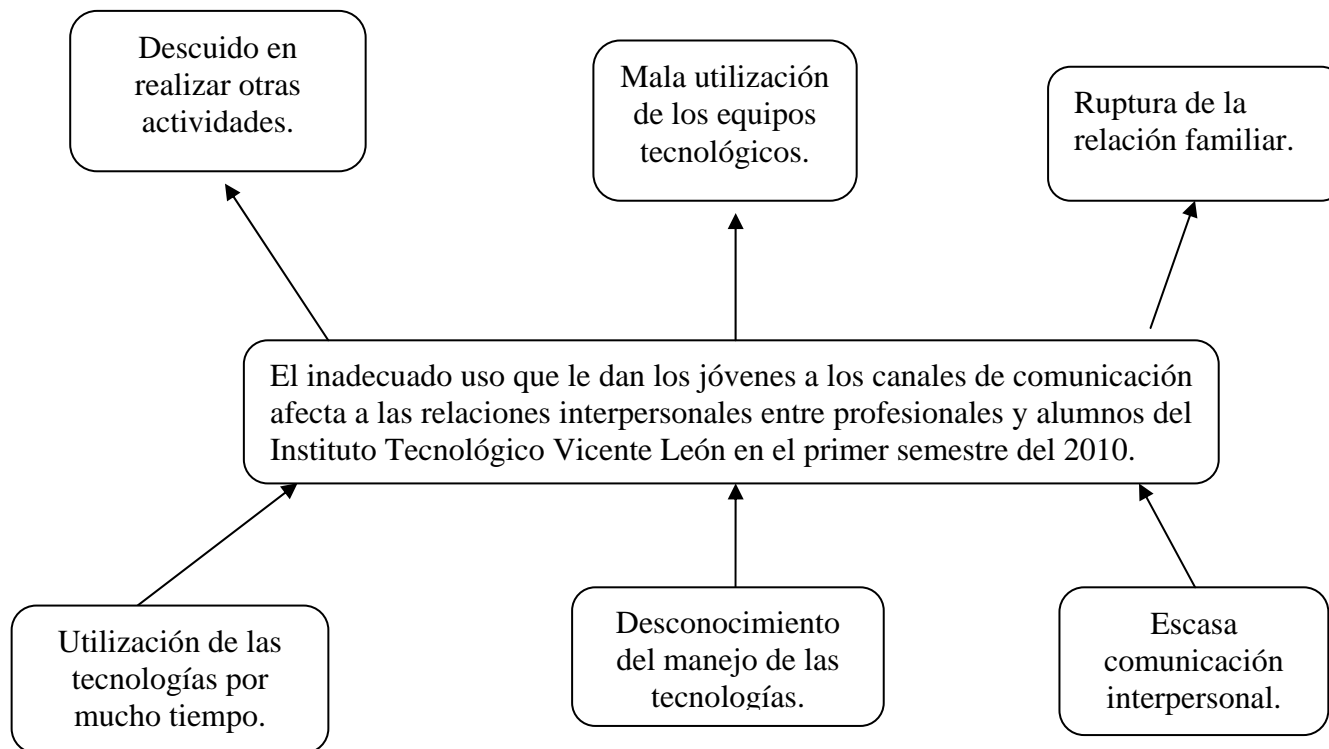 Descuido en
realizar otras
actividades.
Mala utilización
de los equipos
tecnológicos.
Ruptura de la
relación familiar.
El inadecuado uso que le dan los jóvenes a los canales de comunicación
afecta a las relaciones interpersonales entre profesionales y alumnos del
Instituto Tecnológico Vicente León en el primer semestre del 2010.
Utilización de las
tecnologías por
mucho tiempo.
Desconocimiento
del manejo de las
tecnologías.
Escasa
comunicación
interpersonal.